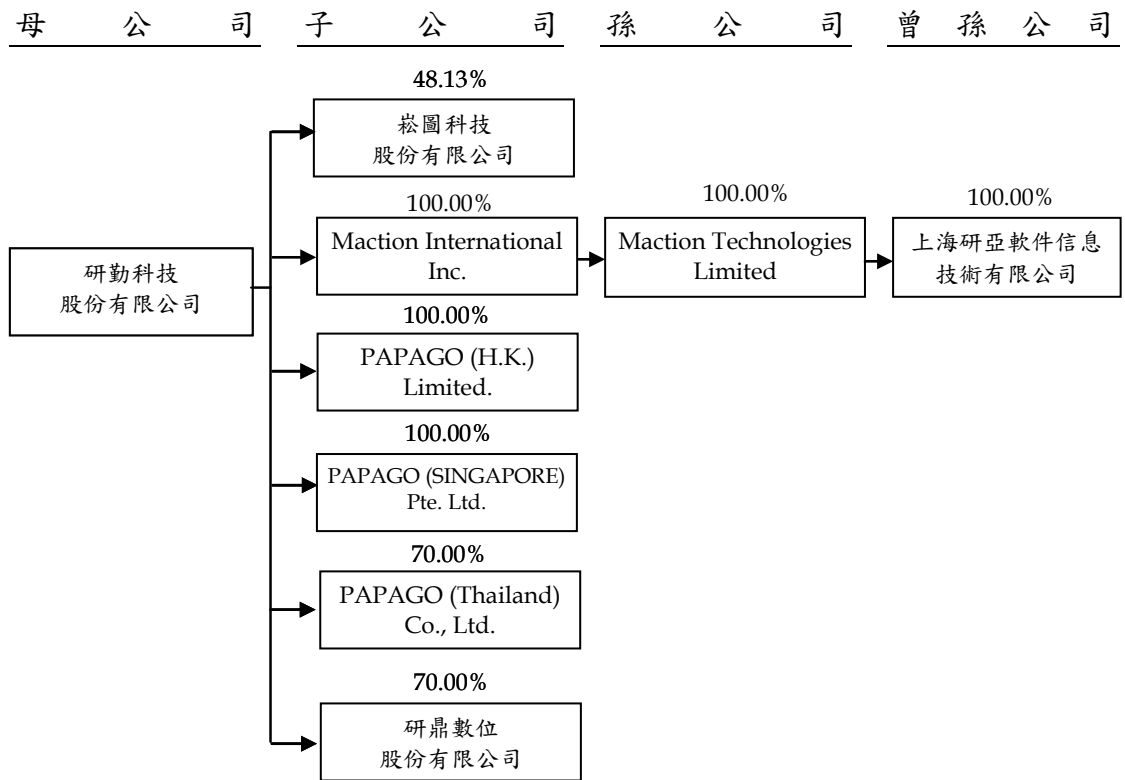 母公司 子公司 孫公司 曾孫公司
48.13%
崧圖科技
股份有限公司
100.00% 100.00% 100.00%
研勤科技
股份有限公司
Maction International
Inc.
Maction Technologies
Limited
上海研亞軟件信息
技術有限公司
100.00%
PAPAGO (H.K.)
Limited.
100.00%
PAPAGO (SINGAPORE)
Pte. Ltd.
70.00%
PAPAGO (Thailand)
Co., Ltd.
70.00%
研鼎數位
股份有限公司